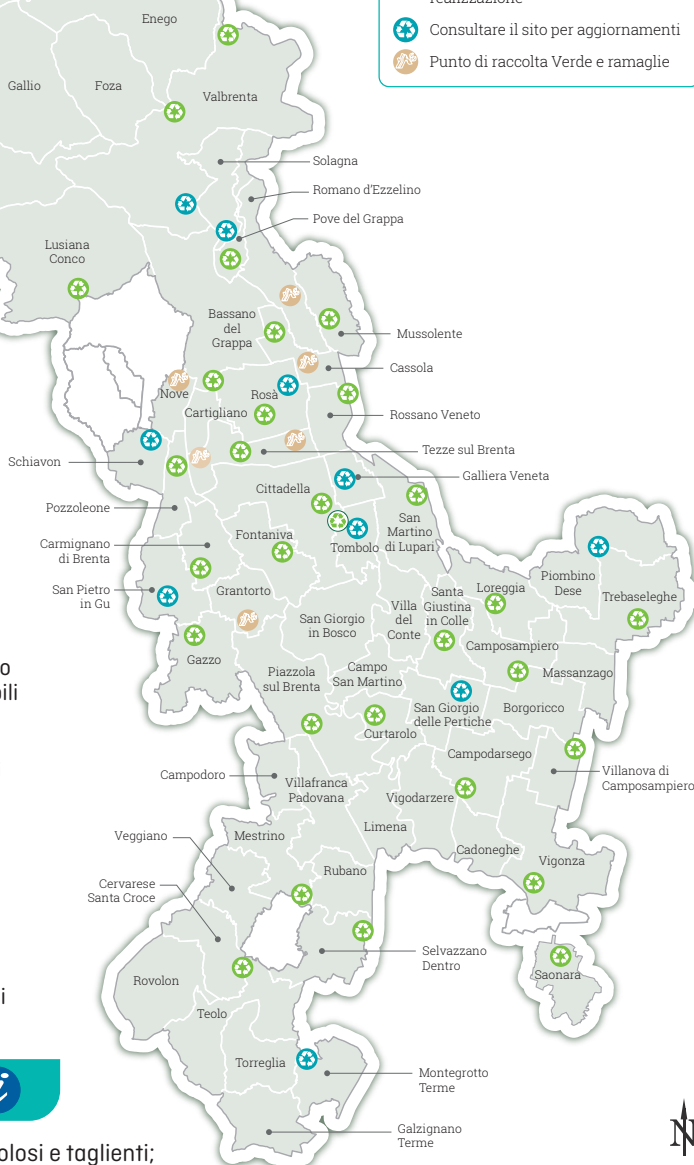 realizzazione
Consultare il sito per aggiornamenti
Punto di raccolta Verde e ramaglie
Enego
Gallio
Foza
Valbrenta
Solagna
Romano d'Ezzelino
Pove del Grappa
Lusiana
Conco
Bassano
del
Grappa
Mussolente
Cassola
Nove
Rosà
Cartigliano
Rossano Veneto
Tezze sul Brenta
Schiavon
Galliera Veneta
Cittadella
Pozzoleone
San
Martino
di Lupari
Fontaniva
Tombolo
Carmignano
di Brenta
San Pietro
in Gu
Grantorto
San Giorgio
in Bosco
Villa
del
Conte
Santa
Giustina
in Colle
Loreggia
Piombino
Dese
Trebaseleghe
Camposampiero
Gazzo
Piazzola
sul Brenta
Campo
San Martino
Massanzago
San Giorgio
delle Pertiche
Borgoricco
Curtarolo
Campodarsego
Campodoro
Villafranca
Padovana
Vigodarzere
Villanova di
Camposampiero
Limena
Veggiano
Mestrino
Cadoneghe
Vigonza
Rubano
Cervarese
Santa Croce
Selvazzano
Dentro
Saonara
Rovolon
Teolo
Torreglia
Montegrotto
Terme
Galzignano
Terme
N
o
bili
i
i
olosi e taglienti;